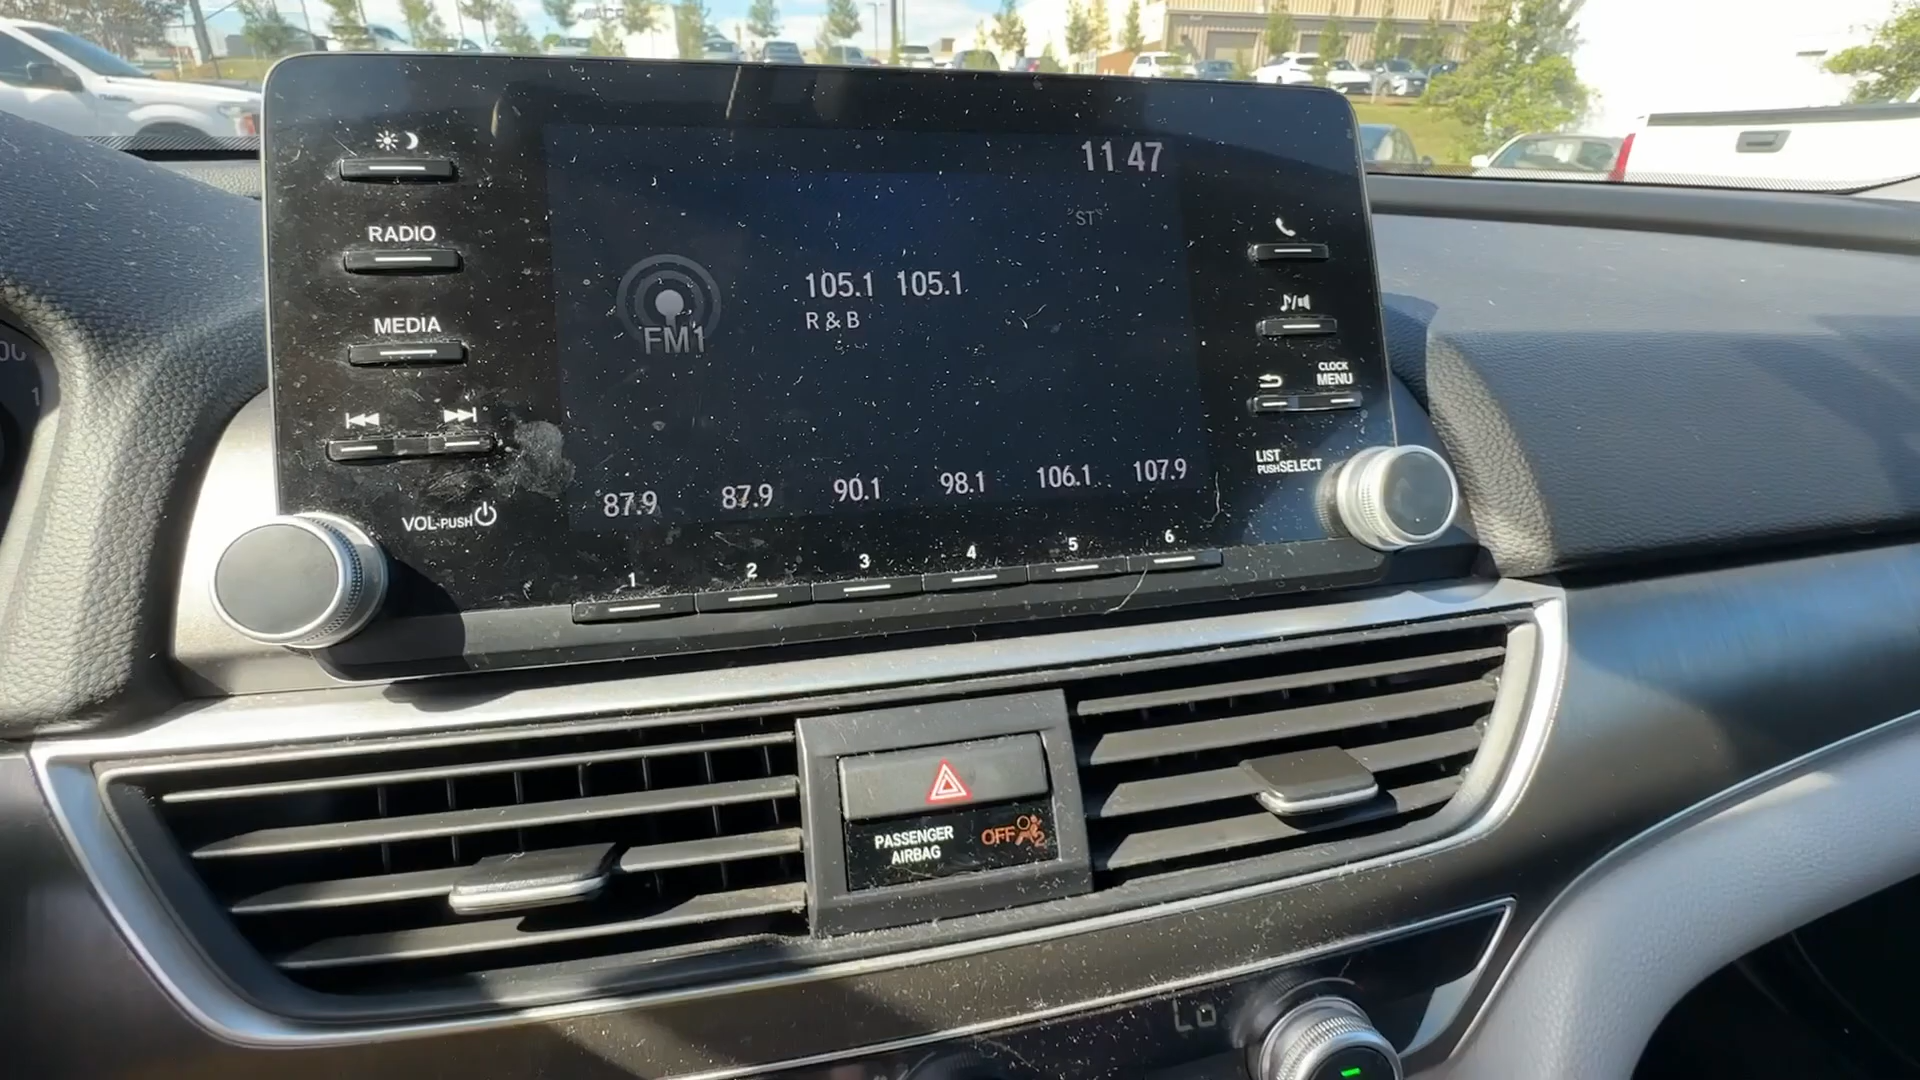 11 47
RADIO
ST
105.1 105.1
R & B
FM1
MEDIA
CLOCK
MENU
LIST
PUSH SELECT
87.9 87.9 90.1 98.1 106.1 107.9
VOL-PUSH
1 2 3 4 5 6
PASSENGER
AIRBAG
OFF
2
Lo